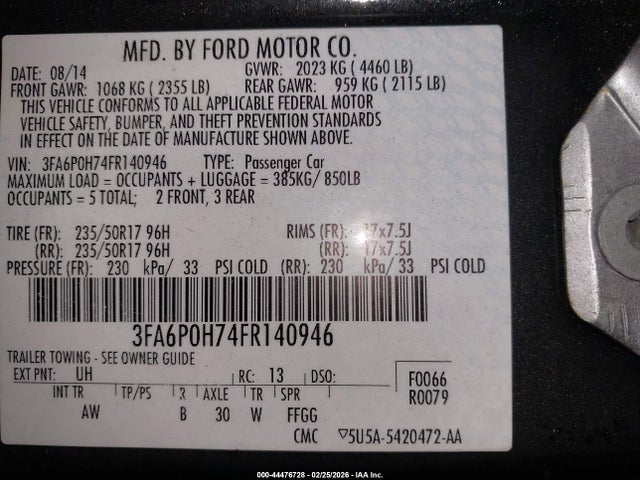 MFD. BY FORD MOTOR CO.
DATE: 08/14 GVWR: 2023 KG ( 4460 LB)
FRONT GAWR: 1068 KG ( 2355 LB) REAR GAWR: 959 KG ( 2115 LB)
THIS VEHICLE CONFORMS TO ALL APPLICABLE FEDERAL MOTOR
VEHICLE SAFETY, BUMPER, AND THEFT PREVENTION STANDARDS
IN EFFECT ON THE DATE OF MANUFACTURE SHOWN ABOVE.
VIN: 3FA6P0H74FR140946 TYPE: Passenger Car
MAXIMUM LOAD = OCCUPANTS + LUGGAGE = 385KG/ 850LB
OCCUPANTS = 5 TOTAL; 2 FRONT, 3 REAR
TIRE (FR): 235/50R17 96H RIMS (FR): 17x7.5J
(RR): 235/50R17 96H (RR): 17x7.5J
PRESSURE (FR): 230 kPa/ 33 PSI COLD (RR): 230 kPa/ 33 PSI COLD
3FA6P0H74FR140946
TRAILER TOWING - SEE OWNER GUIDE
EXT PNT: UH RC: 13 DSO: F0066
R0079
INT TR TP/PS R AXLE TR SPR
AW B 30 W FFGG
CMC ▽5U5A-5420472-AA
000-44476728 - 02/25/2026 - IAA Inc.